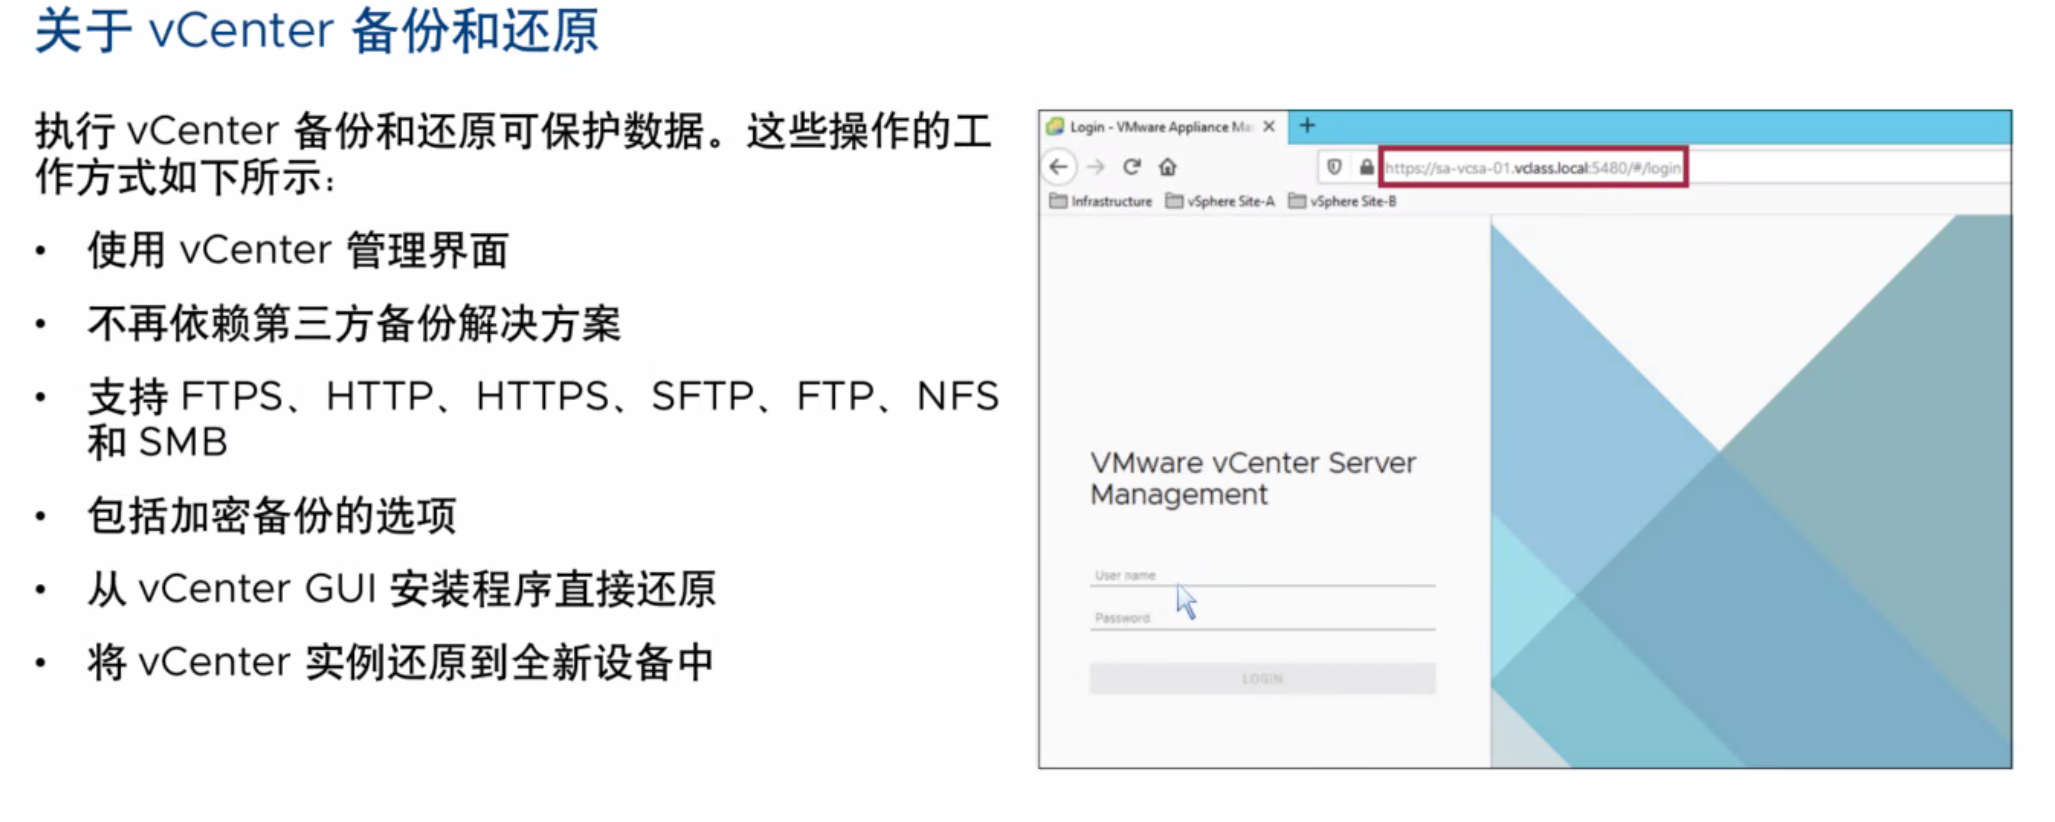 关于 vCenter 备份和还原
执行 vCenter 备份和还原可保护数据。这些操作的工
作方式如下所示：
• 使用 vCenter 管理界面
• 不再依赖第三方备份解决方案
• 支持 FTPS、HTTP、HTTPS、SFTP、FTP、NFS
和 SMB
• 包括加密备份的选项
• 从 vCenter GUI 安装程序直接还原
• 将 vCenter 实例还原到全新设备中
Login - VMware Appliance Ma
https://sa-vcsa-01.vclass.local:5480/#/login
Infrastructure vSphere Site-A vSphere Site-B
VMware vCenter Server
Management
User name
Password
LOGIN